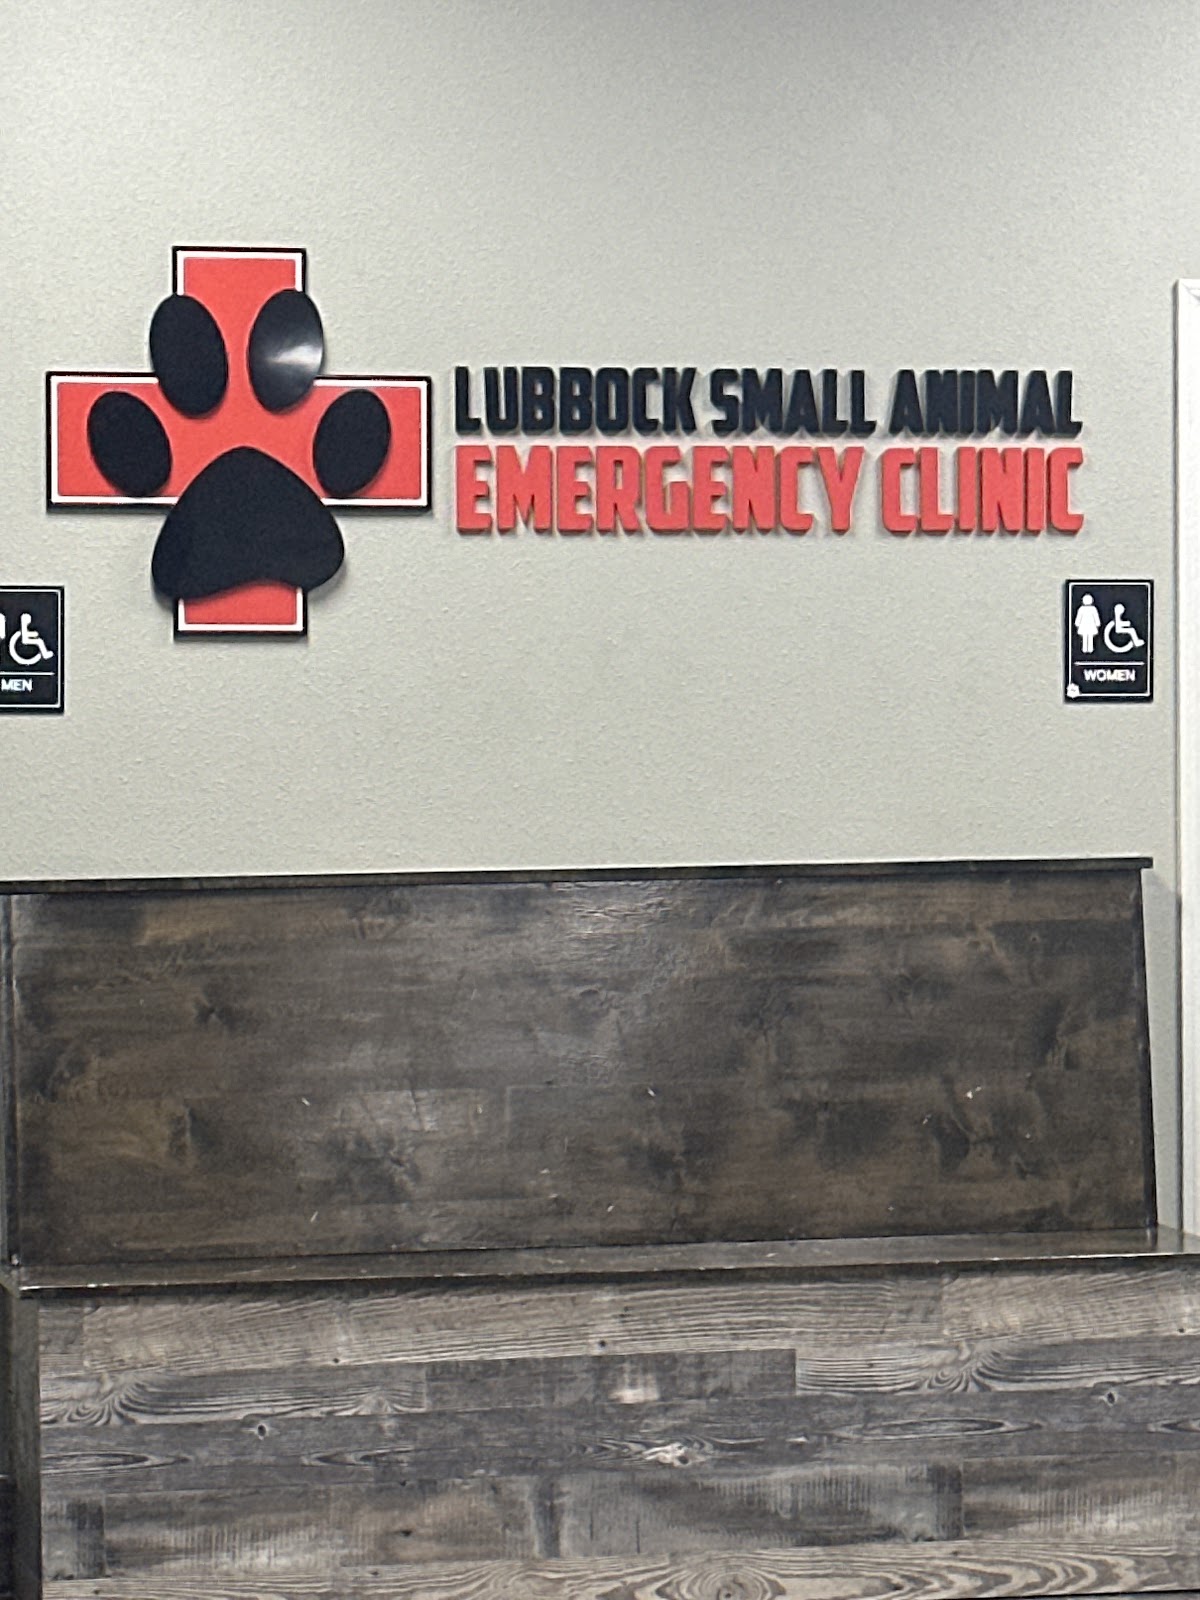 LUBBOCK SMALL ANIMAL
EMERGENCY CLINIC
MEN
WOMEN